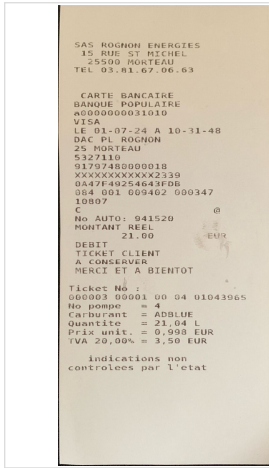 SAS ROGNON ENERGIES
15 RUE ST MICHEL
25500 MORTEAU
TEL 03.81.67.06.63
CARTE BANCAIRE
BANQUE POPULAIRE
a0000000031010
VISA
LE 01-07-24 A 10-31-48
DAC PL ROGNON
25 MORTEAU
5327110
91797480000018
XXXXXXXXXXXX2339
0A47F49254643FDB
084 001 009402 000347
10807
C @
No AUTO: 941520
MONTANT REEL
21.00 EUR
DEBIT
TICKET CLIENT
A CONSERVER
MERCI ET A BIENTOT
Ticket No :
000003 00001 00 04 01043965
No pompe = 4
Carburant = ADBLUE
Quantite = 21,04 L
Prix unit. = 0,998 EUR
TVA 20,00% = 3,50 EUR
indications non
controlees par l'etat